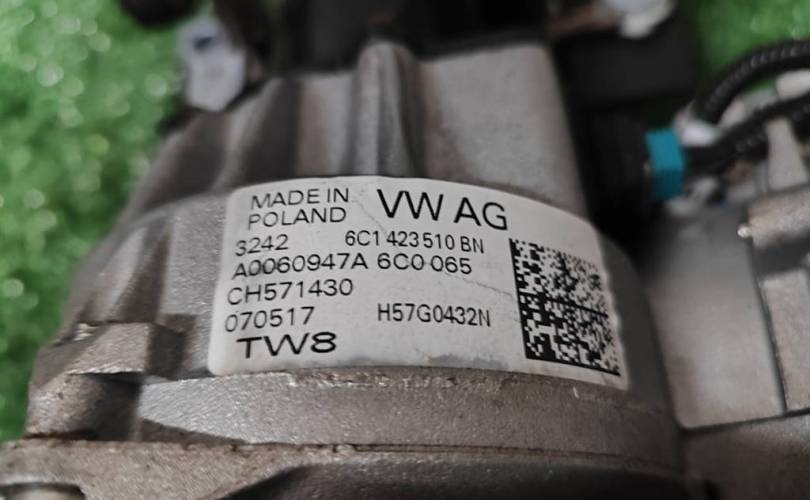 MADE IN
POLAND
VW AG
3242 6C1 423 510 BN
A0060947A 6C0 065
CH571430
070517 H57G0432N
TW8